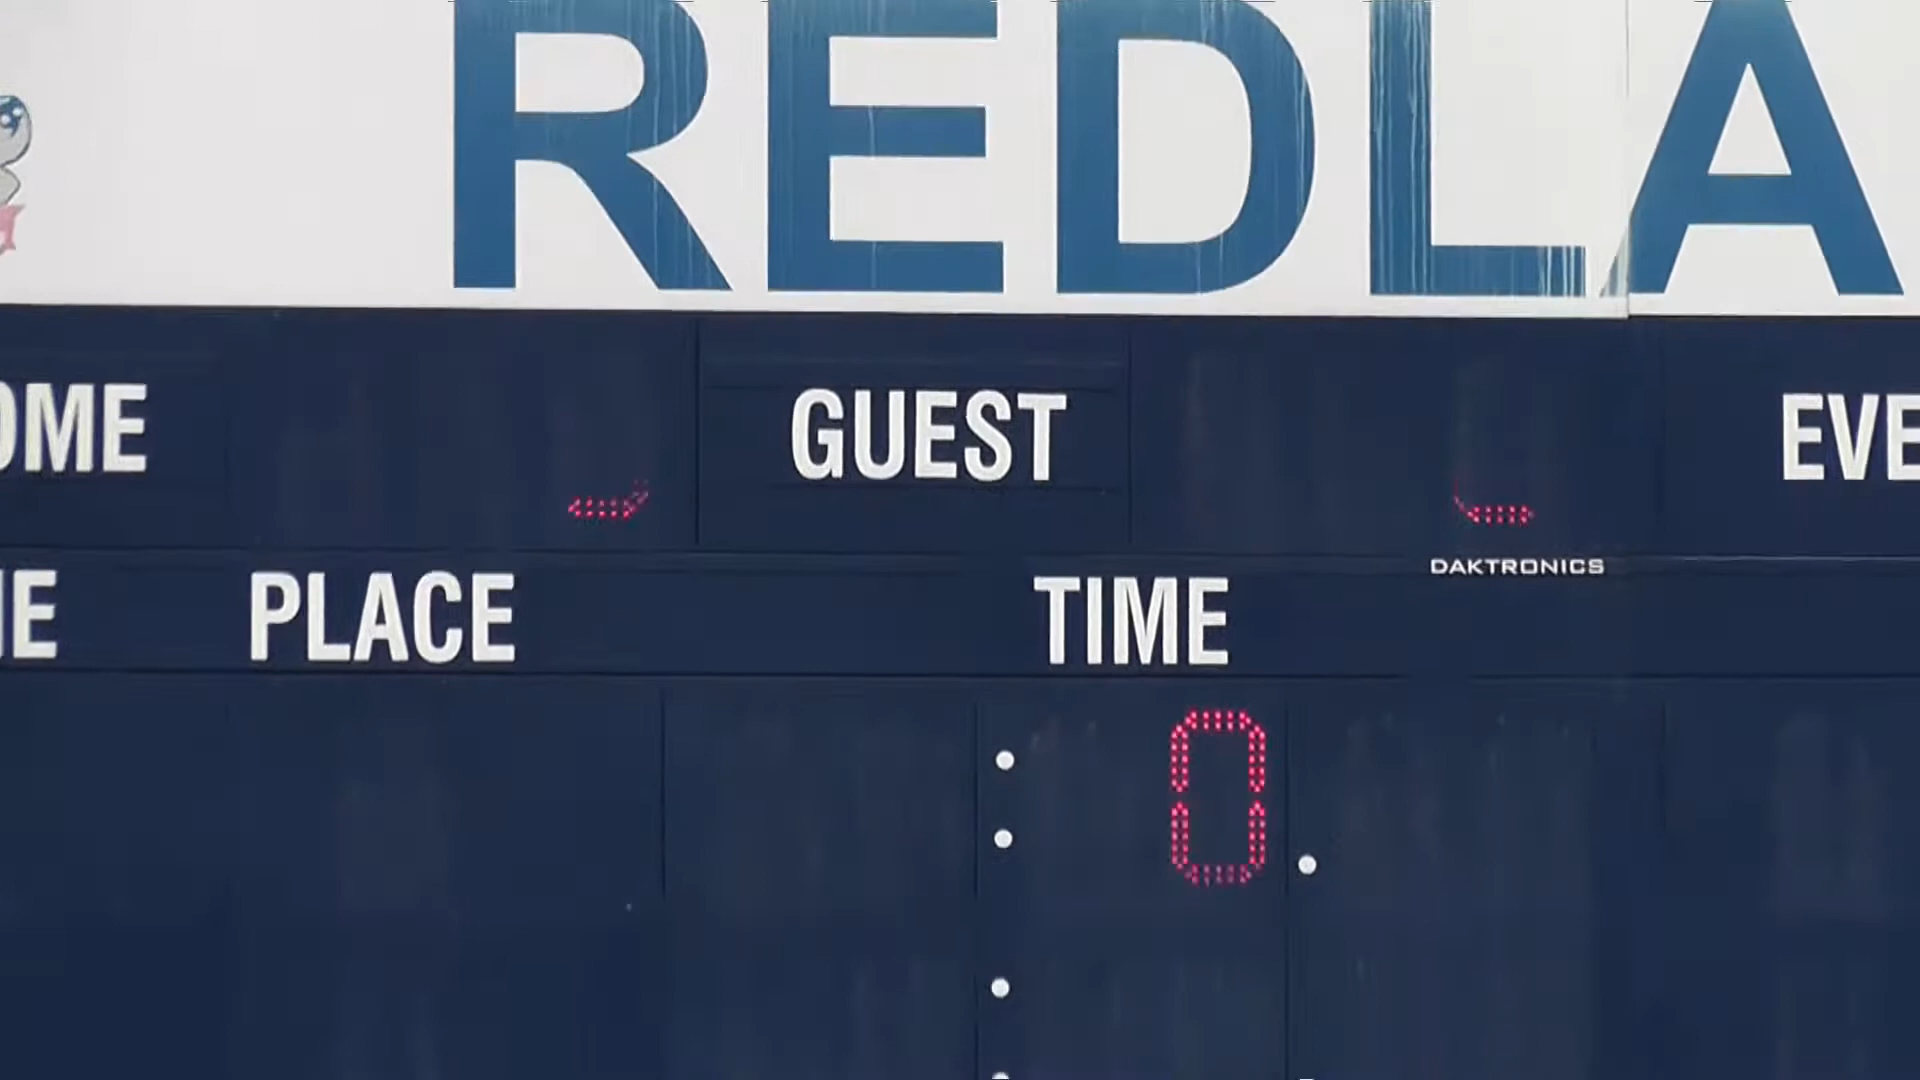 REDLA
OME GUEST EVE
DAKTRONICS
E PLACE TIME
0